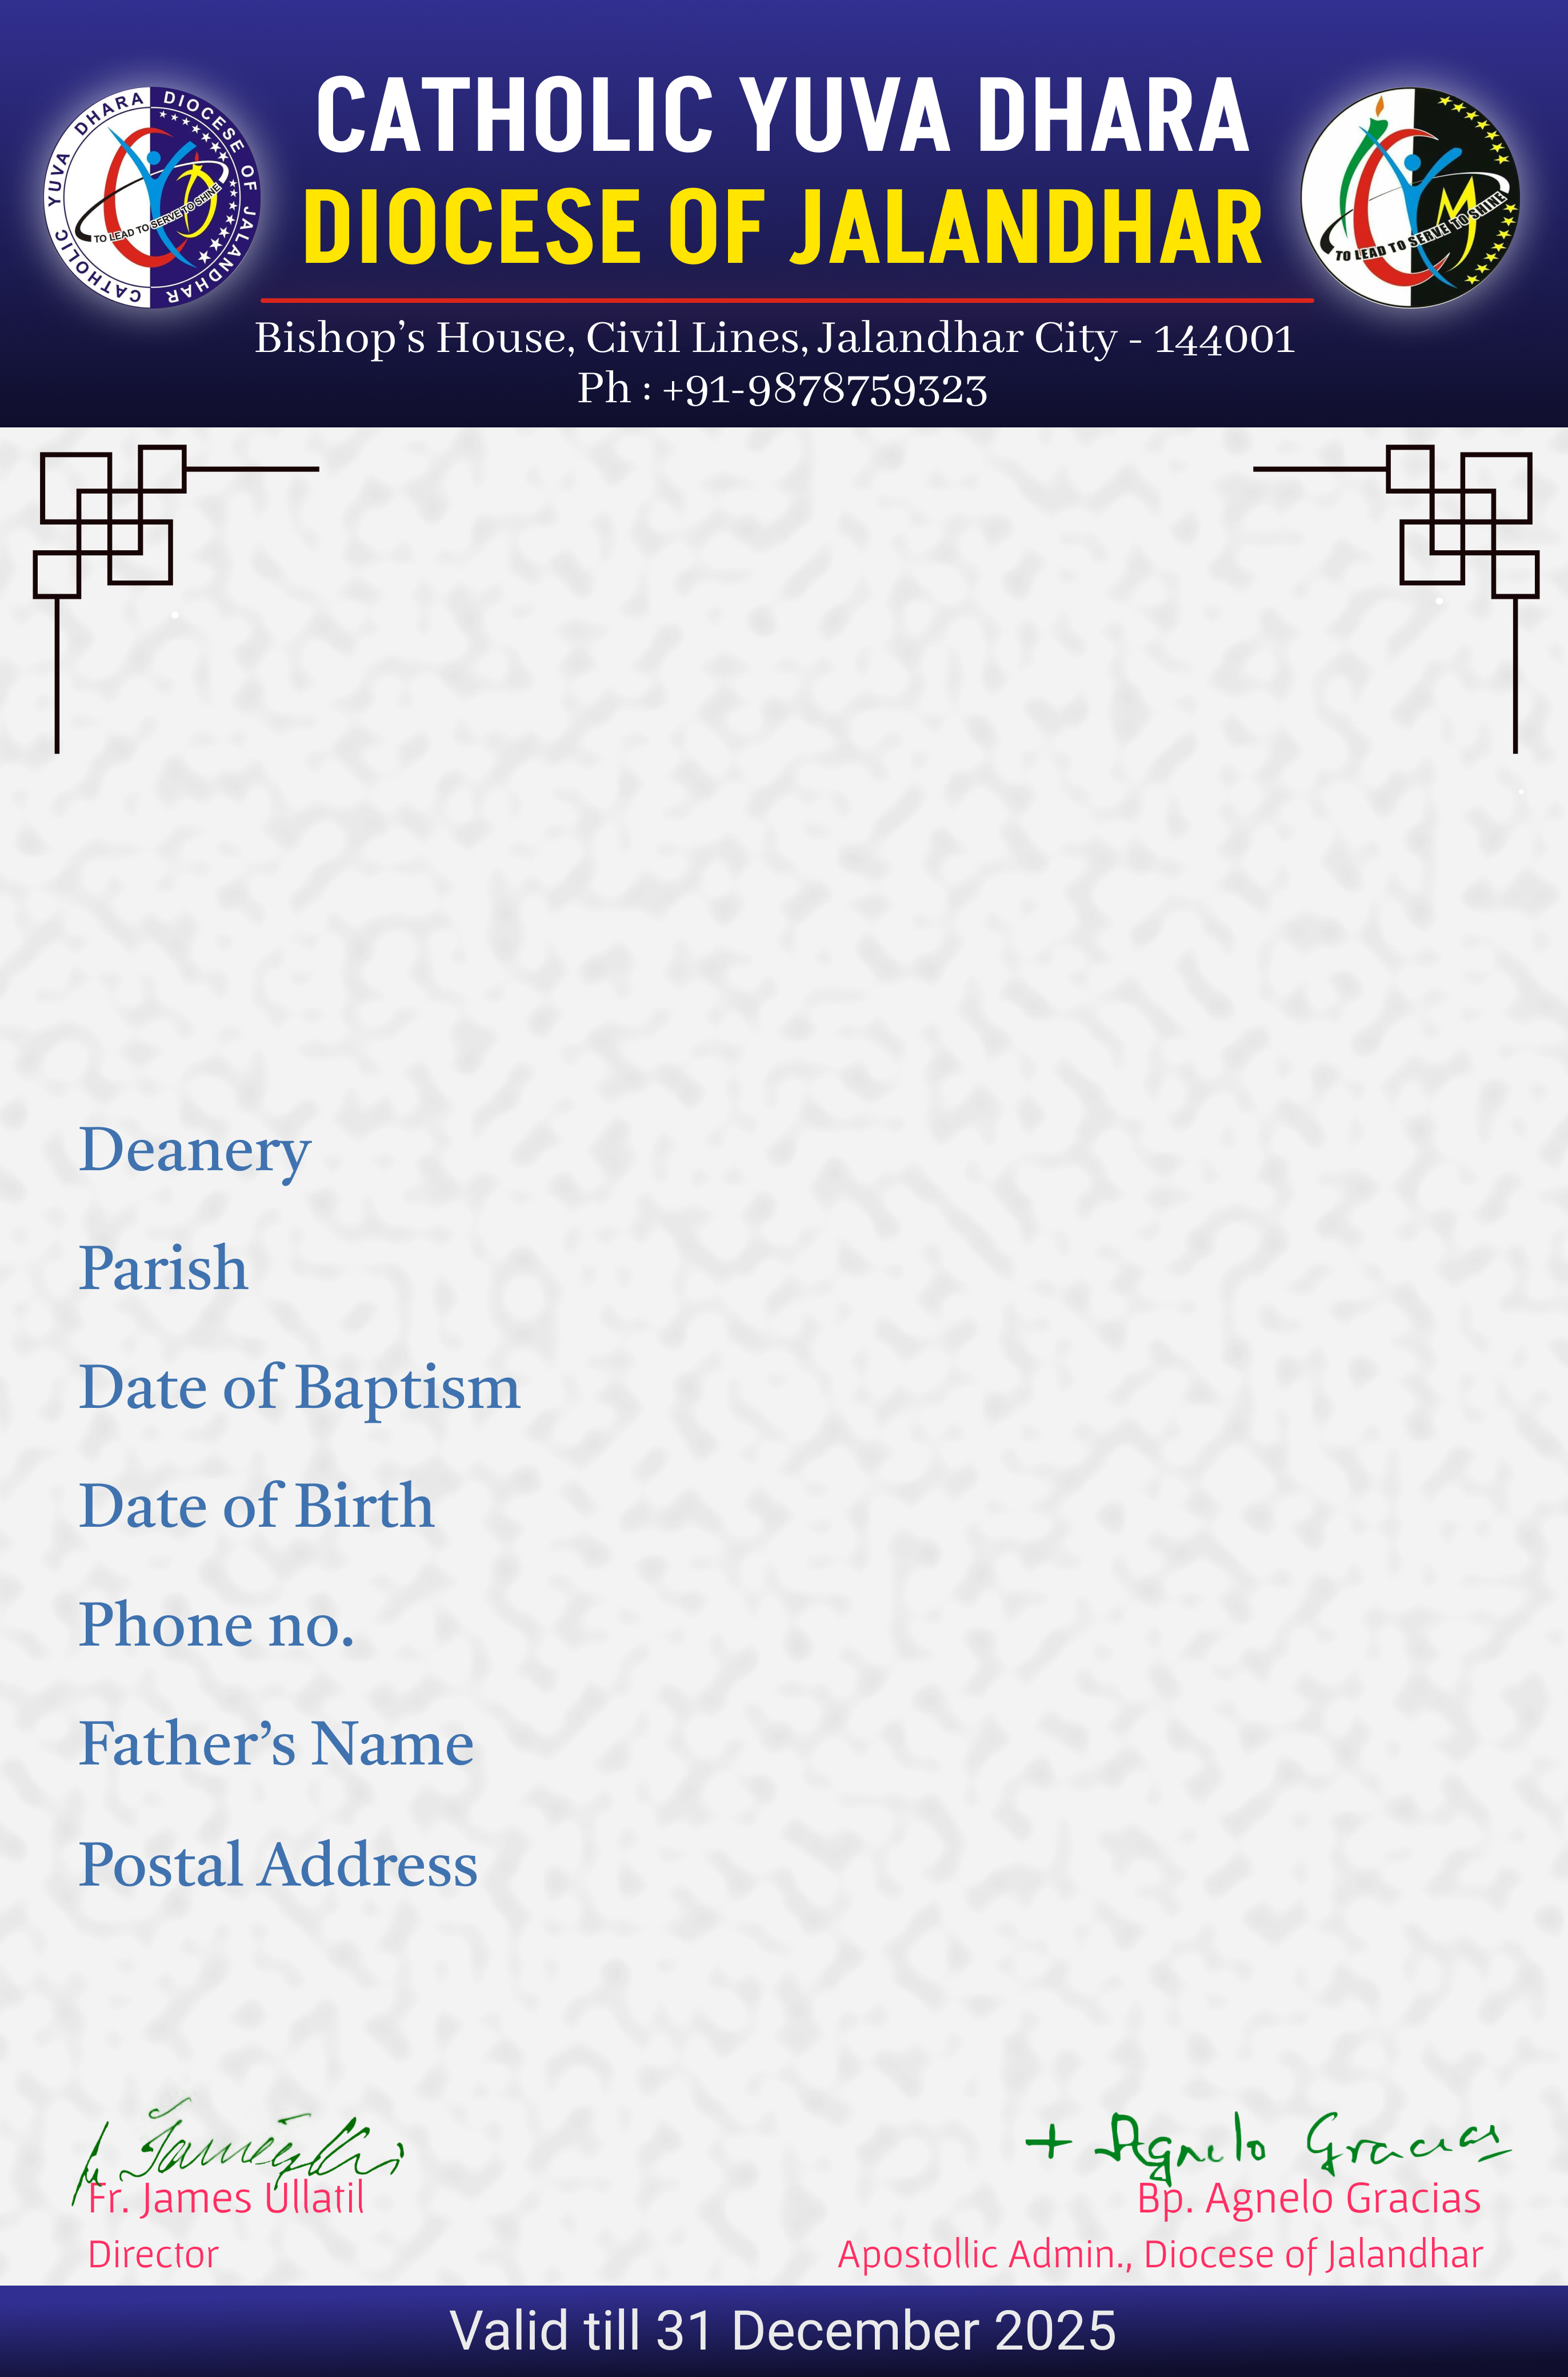 CATHOLIC YUVA DHARA DIOCESE OF JALANDHAR
TO LEAD TO SERVE TO SHINE
CATHOLIC YUVA DHARA
DIOCESE OF JALANDHAR
TO LEAD TO SERVE TO SHINE
Bishop’s House, Civil Lines, Jalandhar City - 144001
Ph : +91-9878759323
Deanery
Parish
Date of Baptism
Date of Birth
Phone no.
Father’s Name
Postal Address
+ Agnelo Gracias
Fr. James Ullatil
Bp. Agnelo Gracias
Director
Apostollic Admin., Diocese of Jalandhar
Valid till 31 December 2025